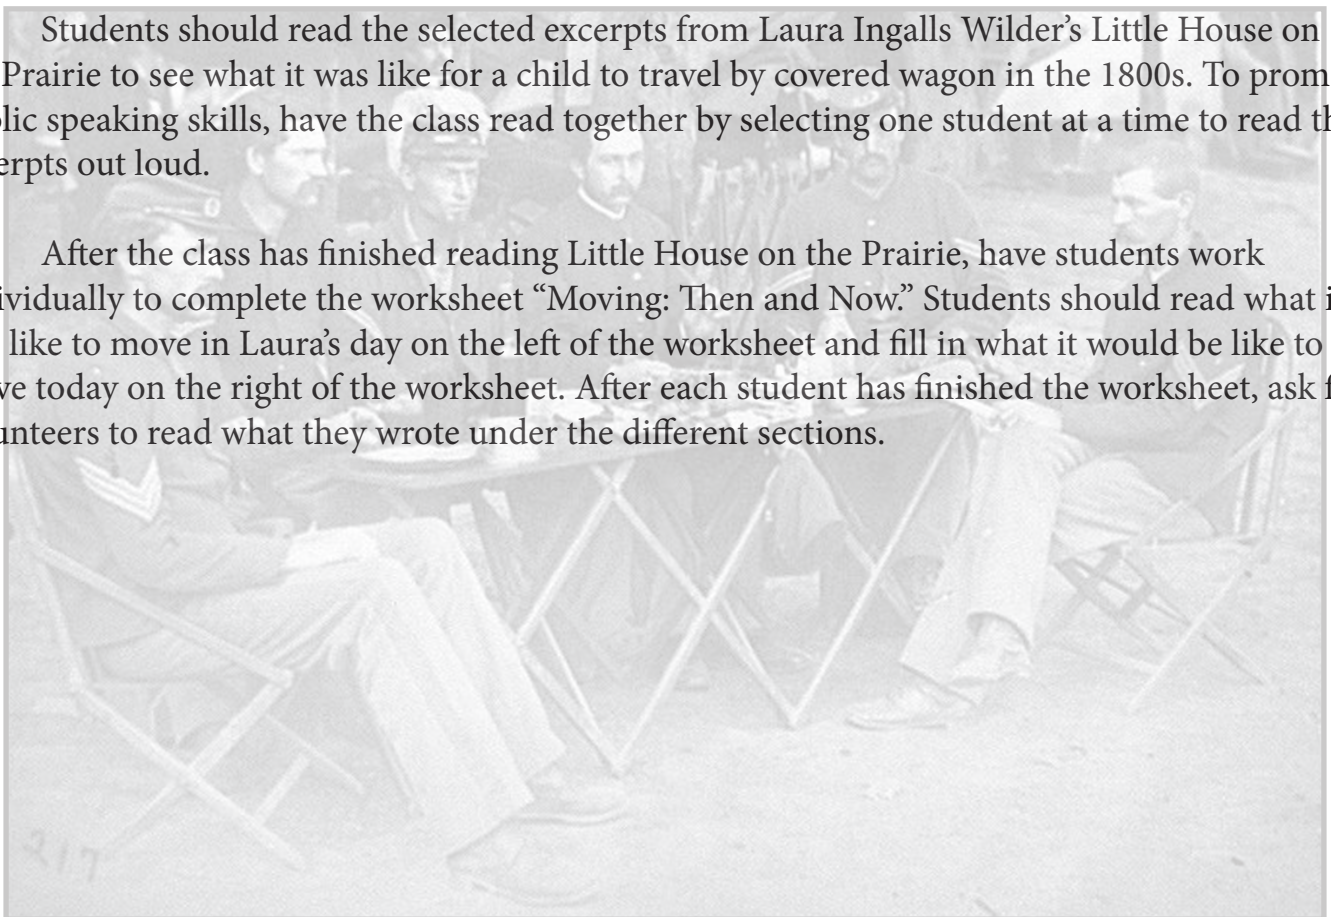 Students should read the selected excerpts from Laura Ingalls Wilder’s Little House on
Prairie to see what it was like for a child to travel by covered wagon in the 1800s. To prom
lic speaking skills, have the class read together by selecting one student at a time to read th
erpts out loud.
After the class has finished reading Little House on the Prairie, have students work
ividually to complete the worksheet “Moving: Then and Now.” Students should read what i
like to move in Laura’s day on the left of the worksheet and fill in what it would be like to
ve today on the right of the worksheet. After each student has finished the worksheet, ask f
unteers to read what they wrote under the different sections.
217